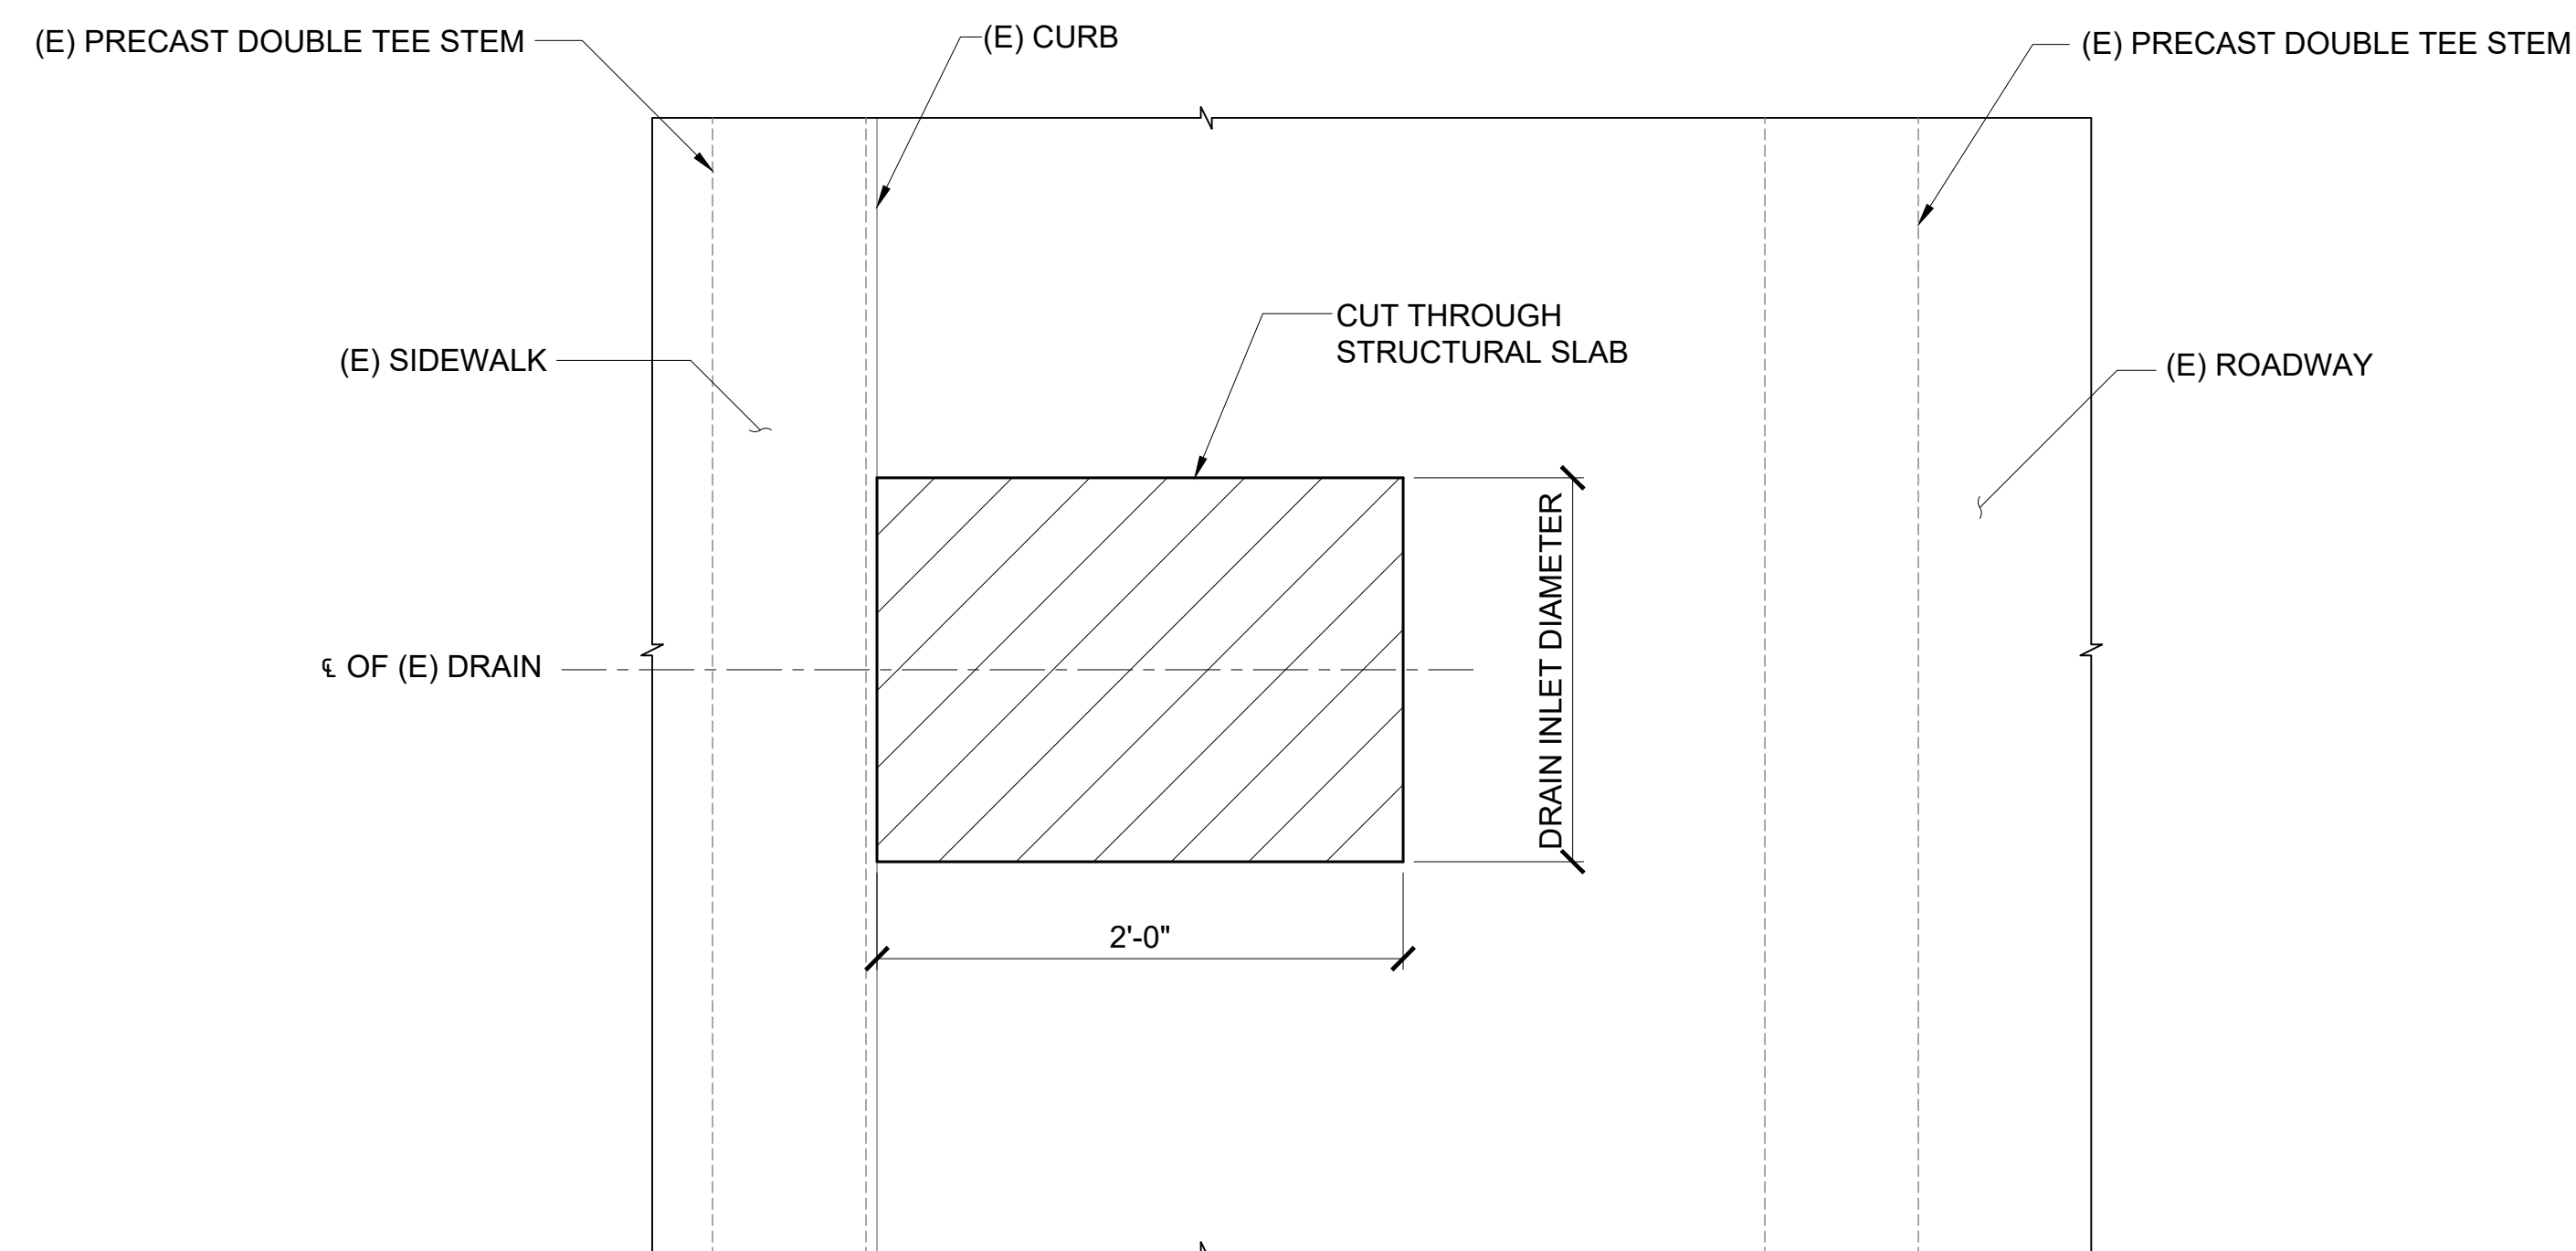 (E) PRECAST DOUBLE TEE STEM
(E) CURB
(E) PRECAST DOUBLE TEE STEM
(E) SIDEWALK
CUT THROUGH
STRUCTURAL SLAB
(E) ROADWAY
℄ OF (E) DRAIN
DRAIN INLET DIAMETER
2'-0"